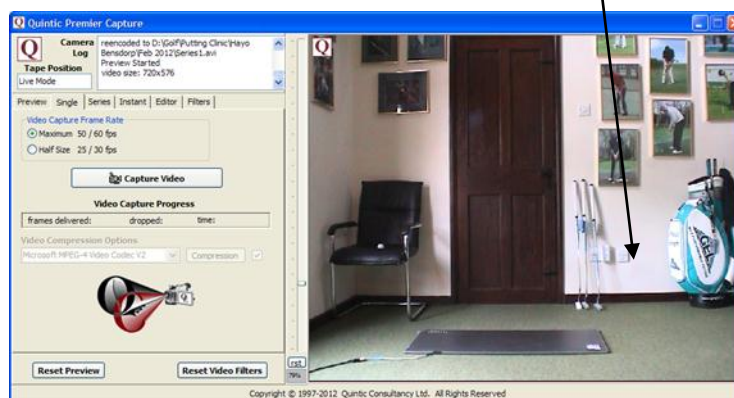 Quintic Premier Capture
Camera Log
reencoded to D:\Golf\Putting Clinic\Hayo
Bensdorp\Feb 2012\Series1.avi
Preview Started
video size: 720x576
Tape Position
Live Mode
Preview Single Series Instant Editor Filters
Video Capture Frame Rate
Maximum 50 / 60 fps
Half Size 25 / 30 fps
Capture Video
Video Capture Progress
frames delivered: dropped: time:
Video Compression Options
Microsoft MPEG-4 Video Codec V2 Compression
Reset Preview Reset Video Filters
rst
79%
Copyright © 1997-2012 Quintic Consultancy Ltd. All Rights Reserved